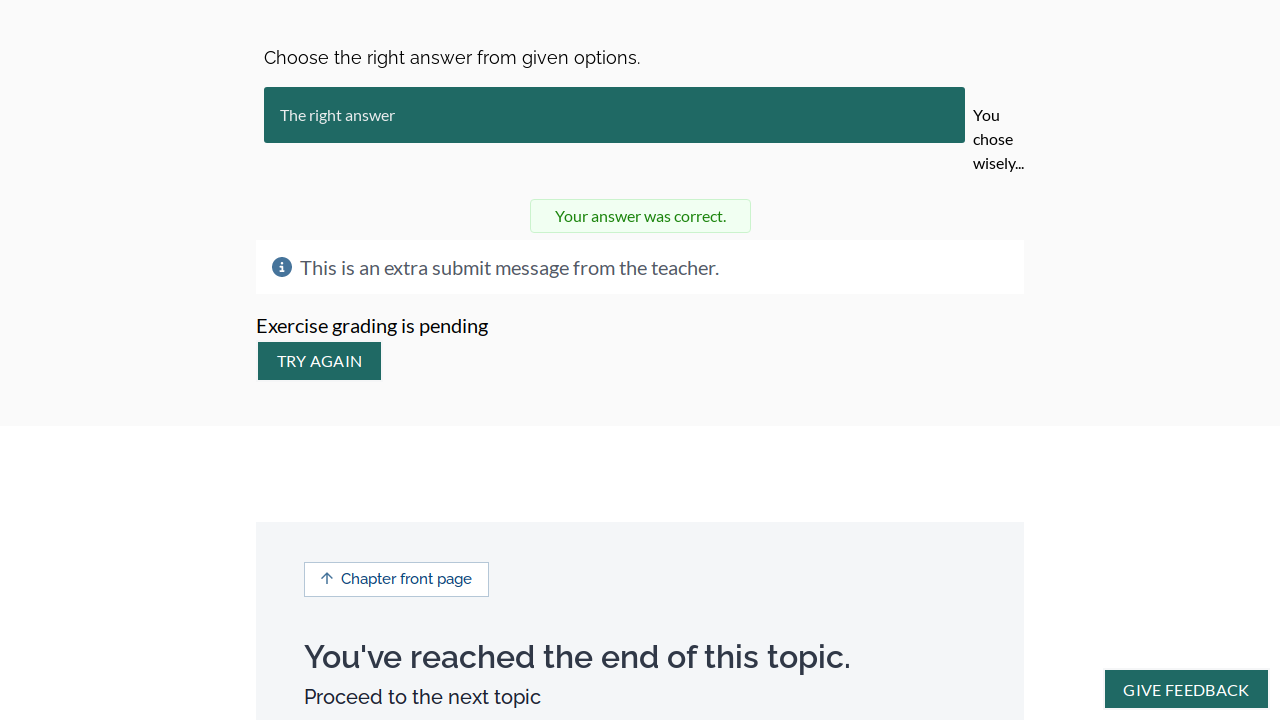 Choose the right answer from given options.
The right answer
You
chose
wisely...
Your answer was correct.
This is an extra submit message from the teacher.
Exercise grading is pending
TRY AGAIN
Chapter front page
You've reached the end of this topic.
Proceed to the next topic
GIVE FEEDBACK